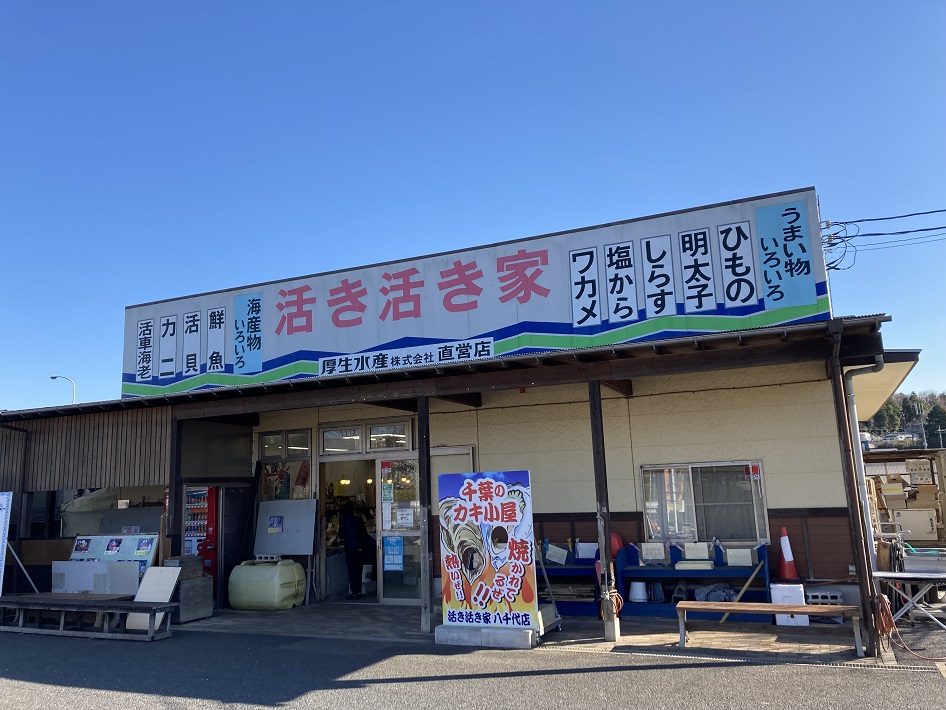 活車海老
カニ
活貝
鮮魚
海産物
いろいろ
活き活き家
厚生水産株式会社直営店
ワカメ
塩から
しらす
明太子
ひもの
うまい物
いろいろ
千葉の
カキ小屋
焼かれて
るぜ
熱いぜ!!
活き活き家 八千代店